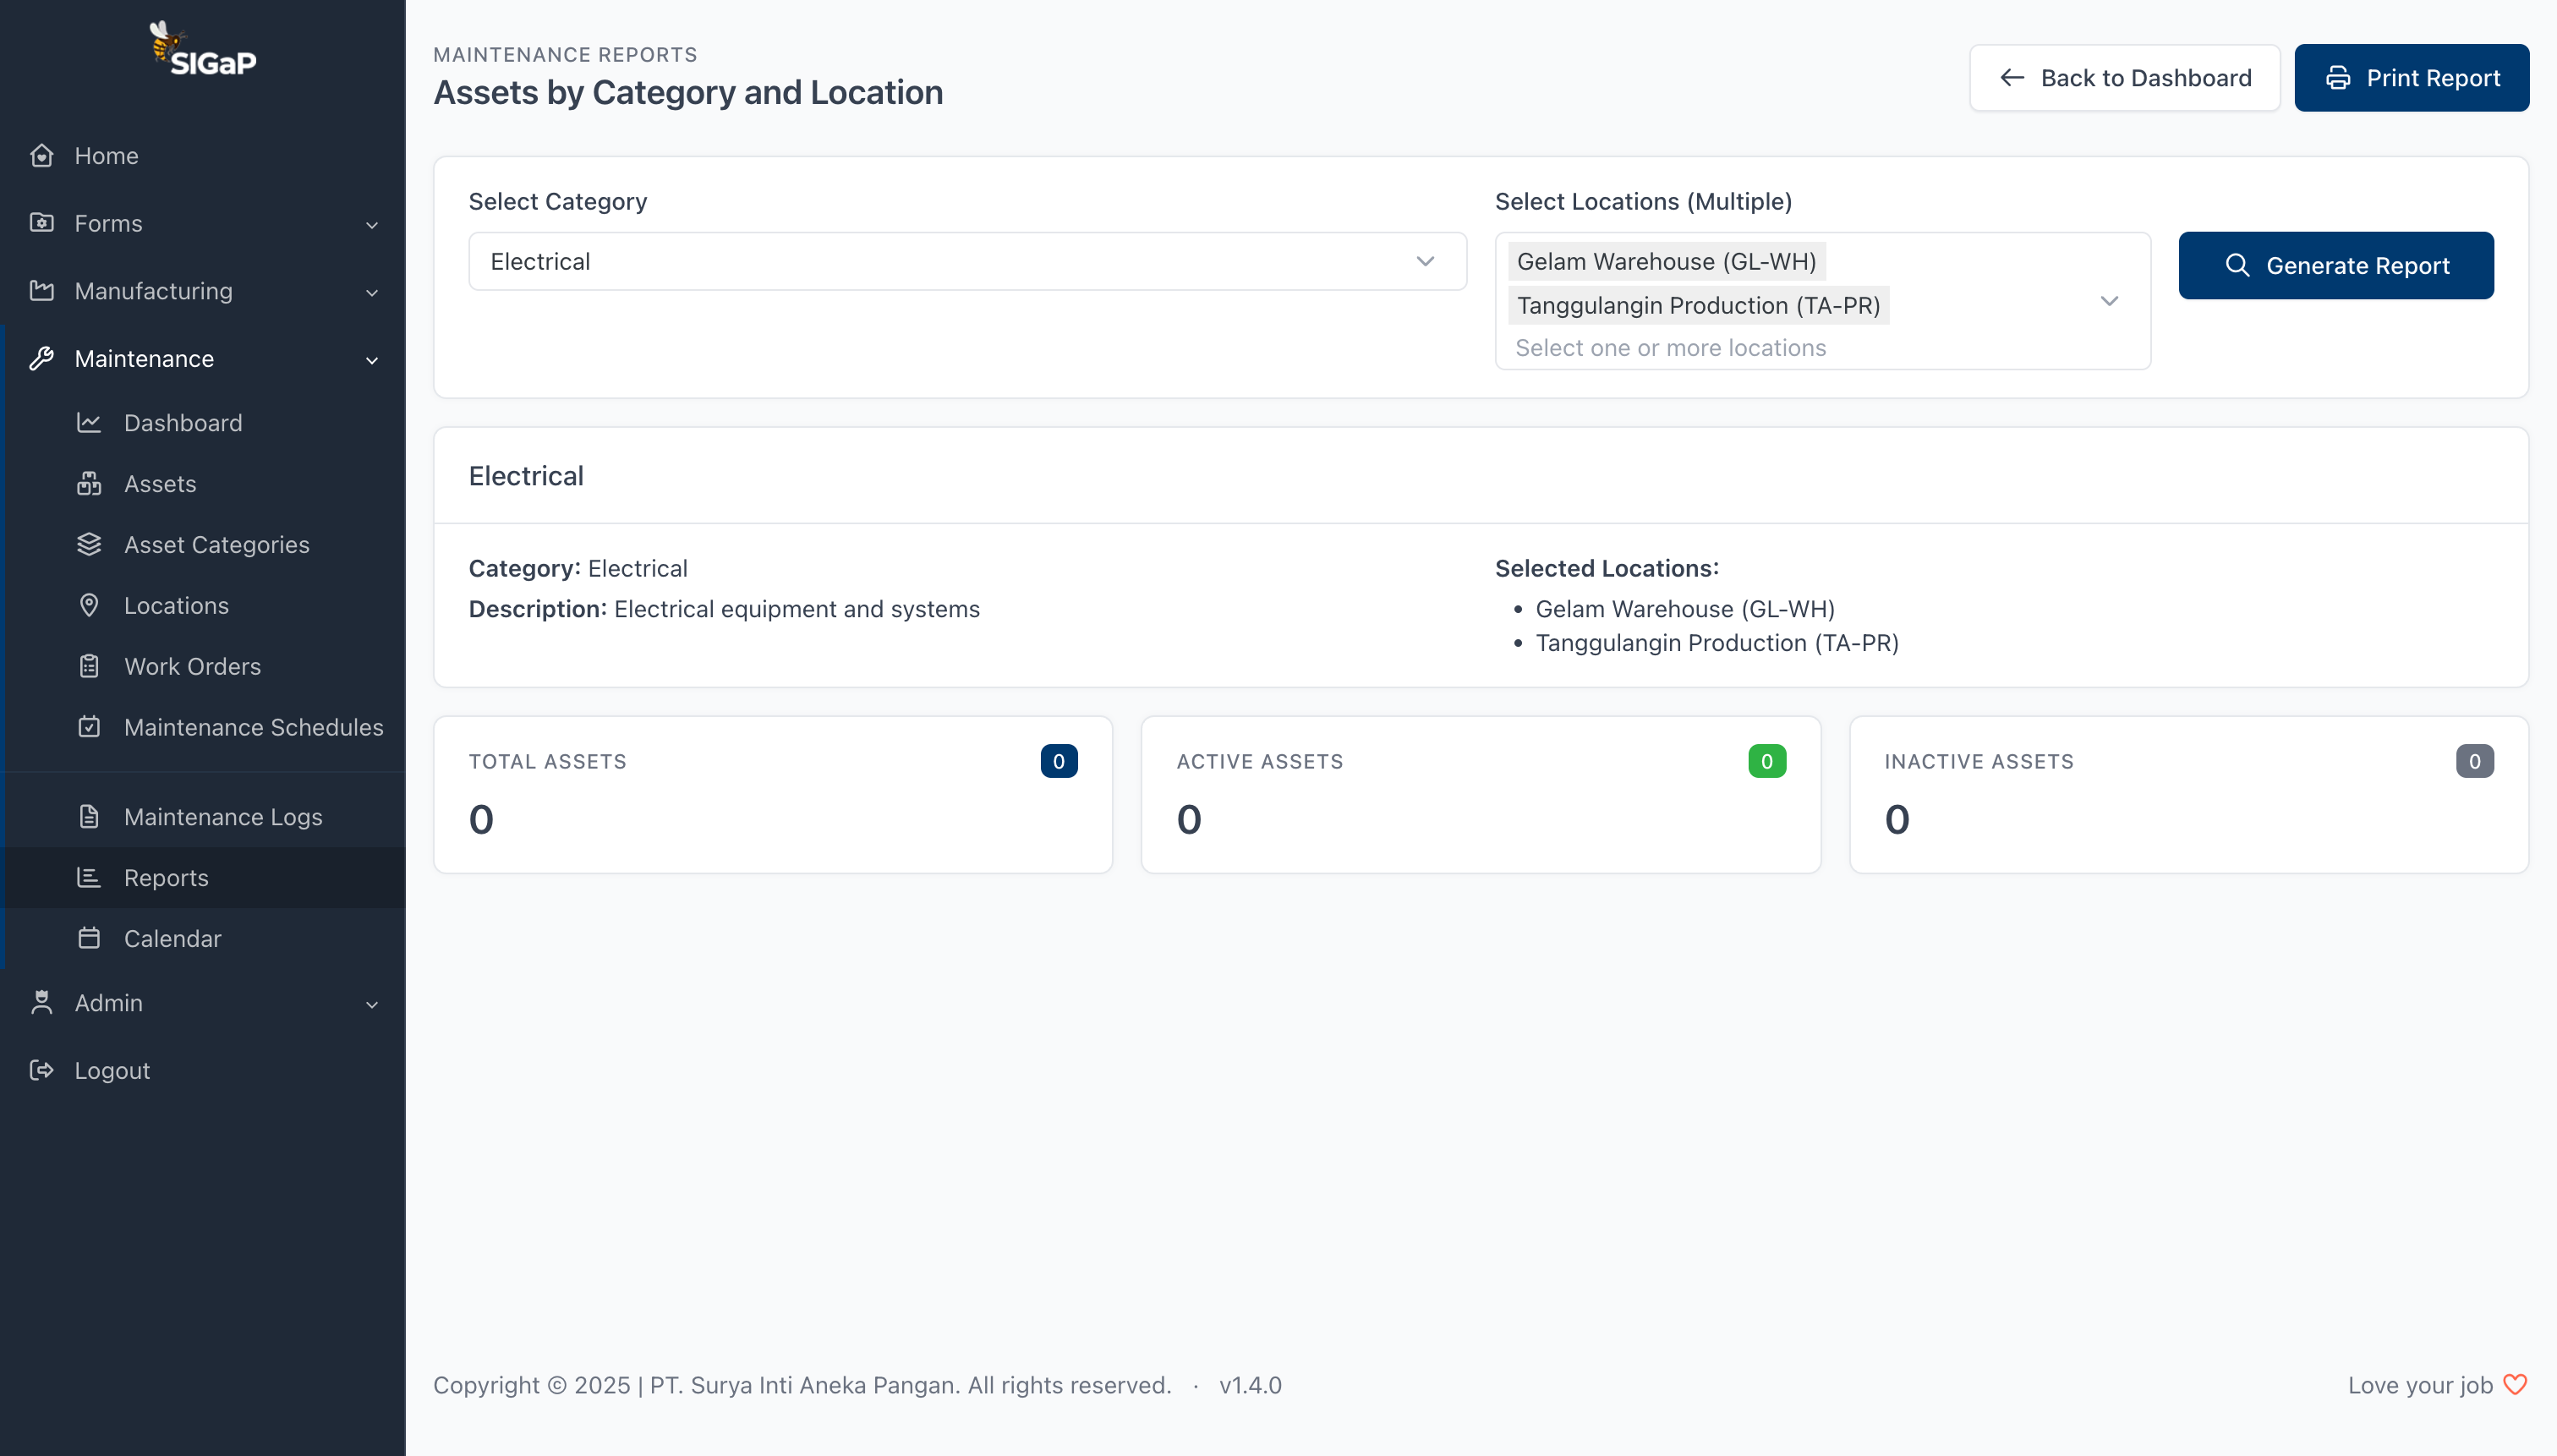 SIGaP
Home
Forms
Manufacturing
Maintenance
Dashboard
Assets
Asset Categories
Locations
Work Orders
Maintenance Schedules
Maintenance Logs
Reports
Calendar
Admin
Logout
MAINTENANCE REPORTS
Assets by Category and Location
Back to Dashboard
Print Report
Select Category
Electrical
Select Locations (Multiple)
Gelam Warehouse (GL-WH)
Tanggulangin Production (TA-PR)
Select one or more locations
Generate Report
Electrical
Category: Electrical
Description: Electrical equipment and systems
Selected Locations:
• Gelam Warehouse (GL-WH)
• Tanggulangin Production (TA-PR)
TOTAL ASSETS 0
0
ACTIVE ASSETS 0
0
INACTIVE ASSETS 0
0
Copyright © 2025 | PT. Surya Inti Aneka Pangan. All rights reserved. · v1.4.0
Love your job